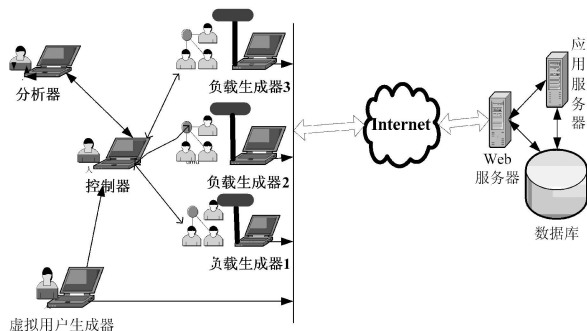 分析器
控制器
虚拟用户生成器
负载生成器3
负载生成器2
负载生成器1
Internet
Web
服务器
应用服务器
数据库